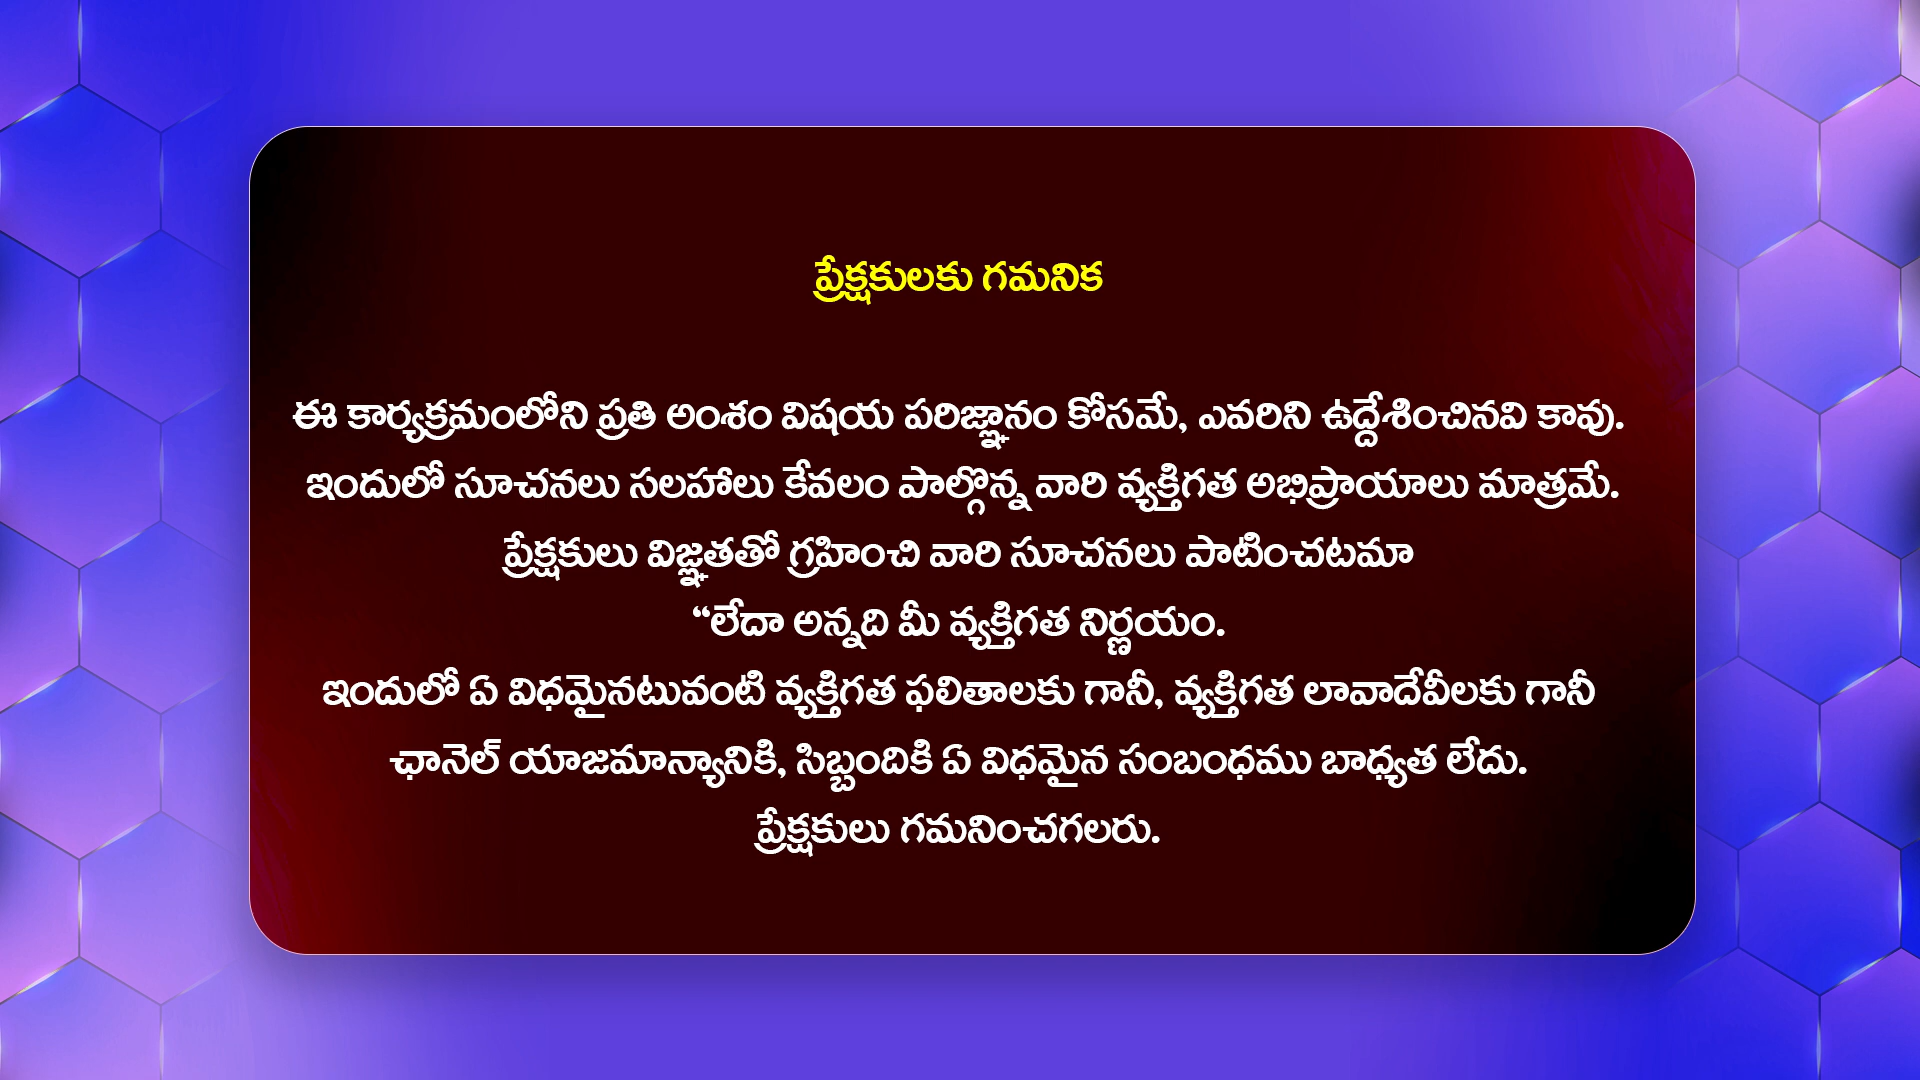 ప్రేక్షకులకు గమనిక
ఈ కార్యక్రమంలోని ప్రతి అంశం విషయ పరిజ్ఞానం కోసమే, ఎవరిని ఉద్దేశించినవి కావు.
ఇందులో సూచనలు సలహాలు కేవలం పాల్గొన్న వారి వ్యక్తిగత అభిప్రాయాలు మాత్రమే.
ప్రేక్షకులు విజ్ఞతతో గ్రహించి వారి సూచనలు పాటించటమా
“లేదా అన్నది మీ వ్యక్తిగత నిర్ణయం.
ఇందులో ఏ విధమైనటువంటి వ్యక్తిగత ఫలితాలకు గానీ, వ్యక్తిగత లావాదేవీలకు గానీ
ఛానెల్ యాజమాన్యానికి, సిబ్బందికి ఏ విధమైన సంబంధము బాధ్యత లేదు.
ప్రేక్షకులు గమనించగలరు.